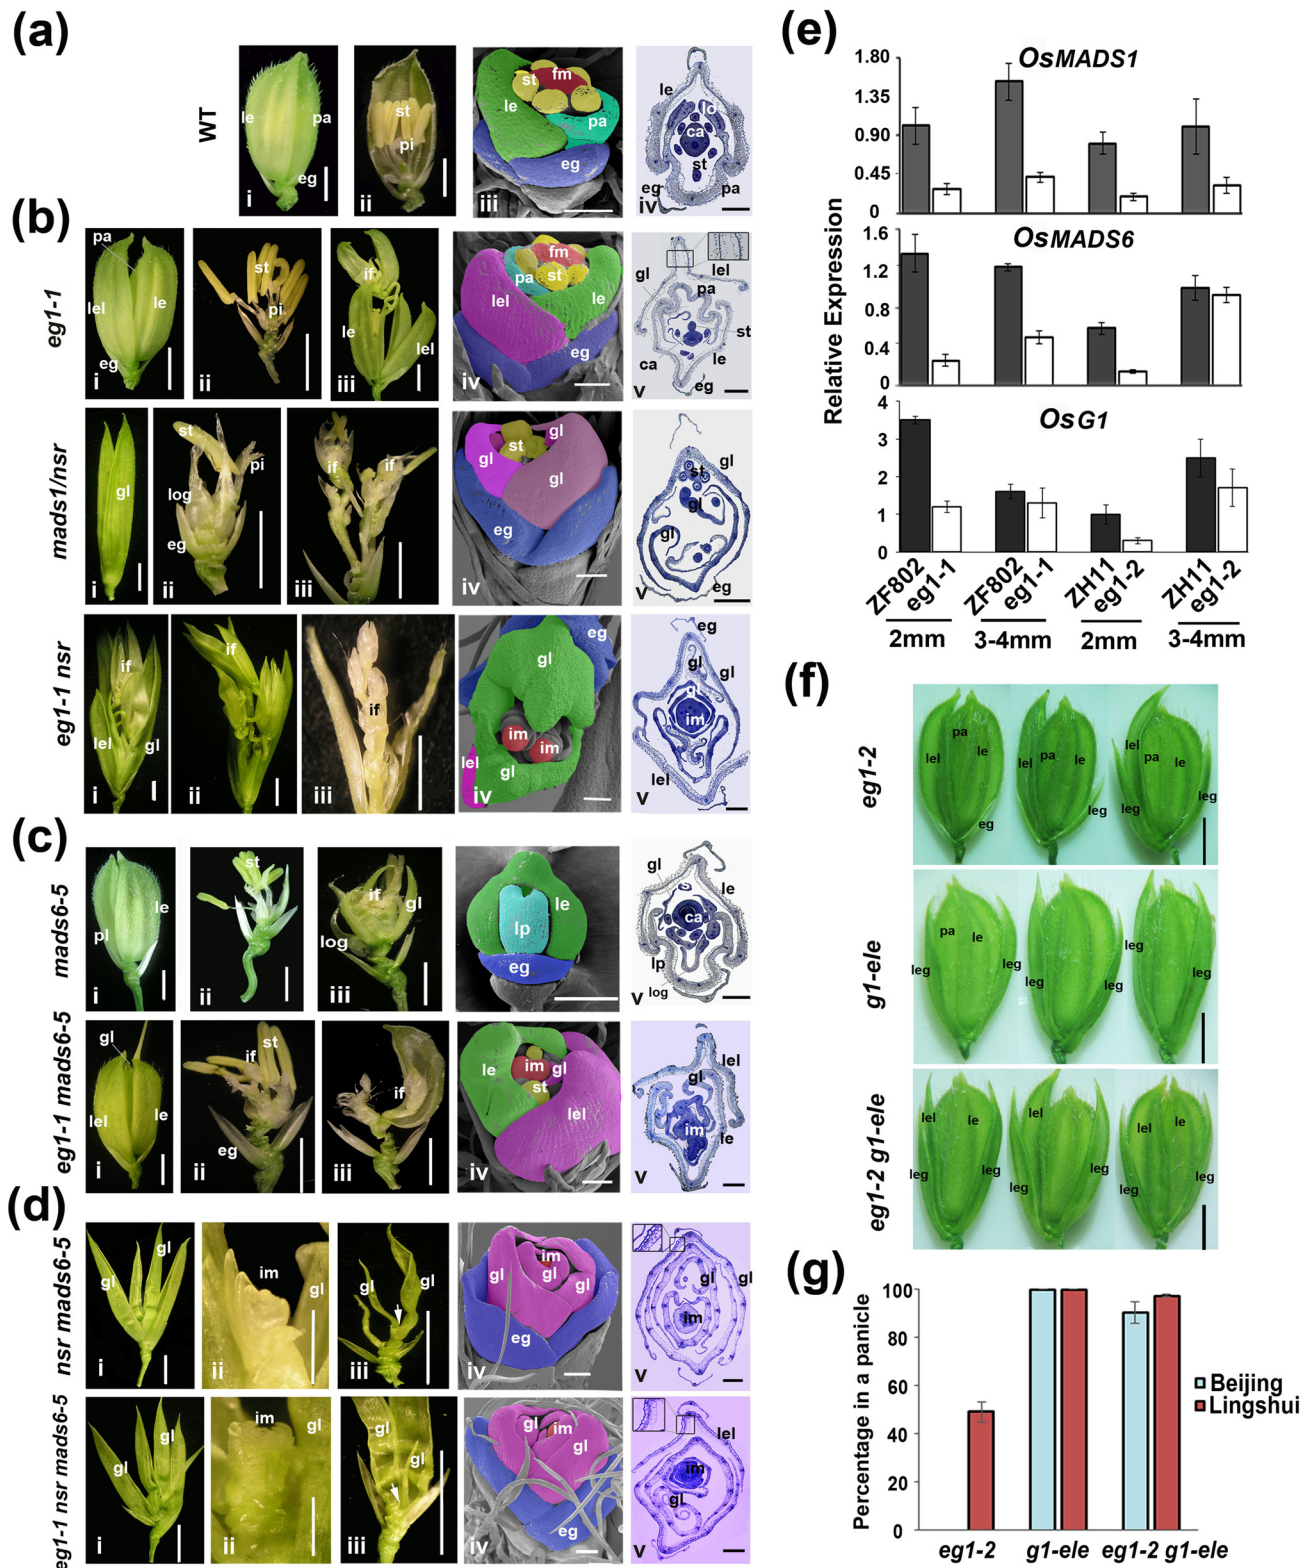 (a)
WT
le
pa
eg
i
st
pi
ii
st
fm
le
pa
eg
iii
le
lo
ca
st
eg
pa
iv
(b)
eg1-1
pa
lel
le
eg
i
st
pi
ii
if
le
lel
iii
fm
pa
st
lel
le
eg
iv
gl
lel
pa
st
le
ca
eg
v
mads1/nsr
gl
i
st
pi
log
eg
ii
if
if
iii
gl
st
gl
gl
eg
iv
gl
st
gl
gl
eg
v
eg1-1 nsr
if
lel
gl
i
if
ii
if
iii
eg
gl
im
im
lel
gl
iv
eg
gl
gl
gl
im
lel
v
(c)
mads6-5
le
pl
i
st
ii
if
gl
log
iii
le
lp
eg
iv
gl
le
ca
lp
log
v
eg1-1 mads6-5
gl
lel
le
i
st
if
eg
ii
if
iii
le
im
gl
st
lel
iv
lel
gl
im
le
v
(d)
nsr mads6-5
gl
gl
i
im
gl
ii
gl
gl
iii
im
gl
gl
gl
eg
iv
gl
gl
im
v
eg1-1 nsr mads6-5
gl
gl
i
im
gl
ii
gl
gl
iii
gl
im
gl
eg
iv
lel
im
gl
v
(e)
Relative Expression
OsMADS1
1.80
1.35
0.90
0.45
0
OsMADS6
1.6
1.2
0.8
0.4
0
OsG1
4
3
2
1
0
ZF802
eg1-1
ZF802
eg1-1
ZH11
eg1-2
ZH11
eg1-2
2mm
3-4mm
2mm
3-4mm
(f)
eg1-2
pa
lel
le
eg
lel
pa
le
leg
lel
pa
le
leg
leg
g1-ele
pa
le
leg
leg
leg
leg
leg
eg1-2 g1-ele
lel
le
leg
leg
lel
le
leg
leg
le
le
leg
(g)
Percentage in a panicle
100
80
60
40
20
0
eg1-2
g1-ele
eg1-2 g1-ele
Beijing
Lingshui